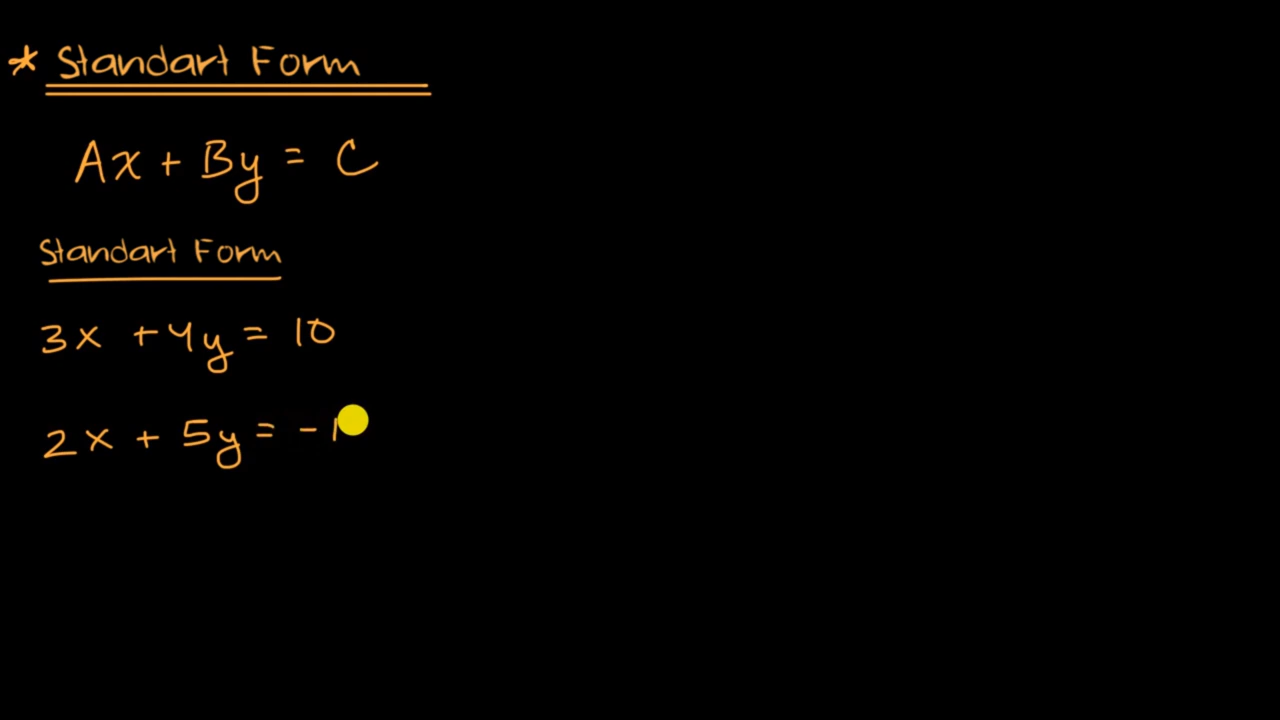 * Standart Form
Ax + By = C
Standart Form
3x + 4y = 10
2x + 5y = -1